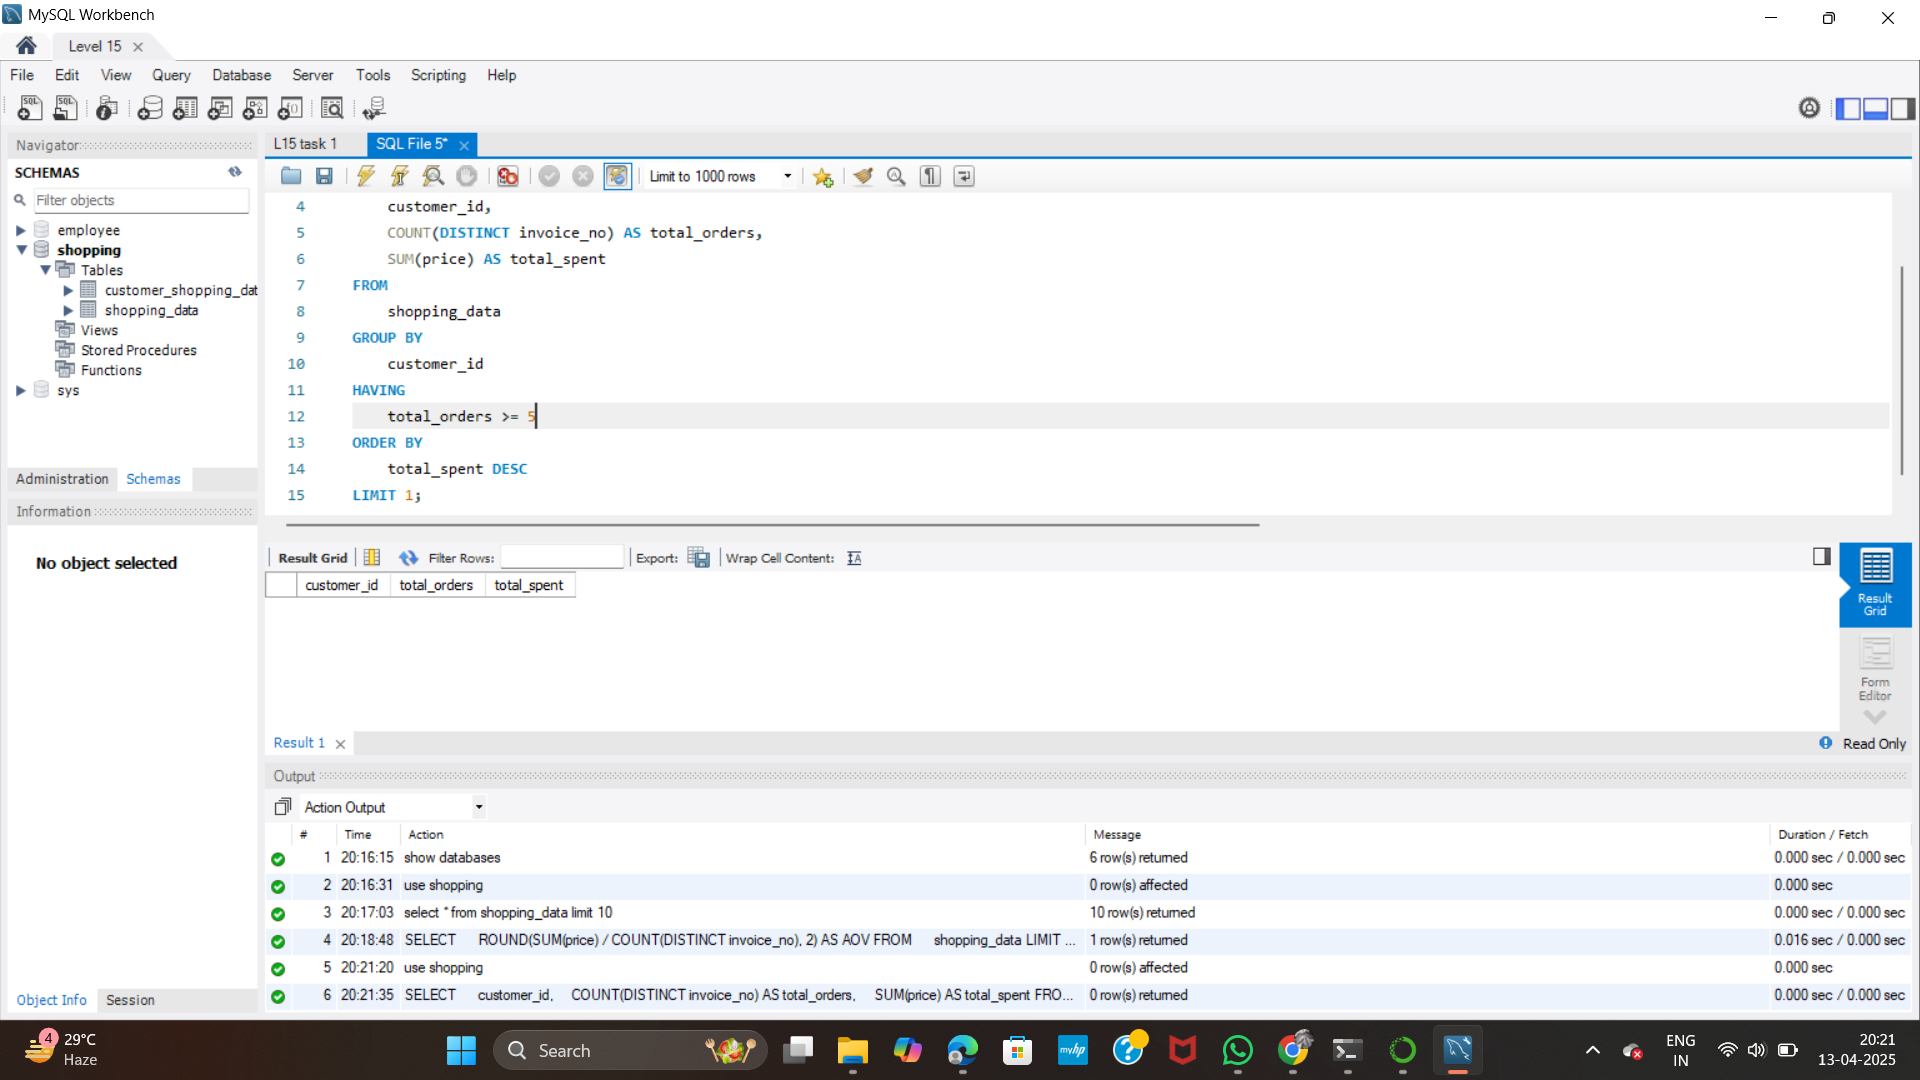 MySQL Workbench
Level 15
File Edit View Query Database Server Tools Scripting Help
Navigator
SCHEMAS
Filter objects
employee
shopping
Tables
customer_shopping_dat
shopping_data
Views
Stored Procedures
Functions
sys
Administration Schemas
Information
No object selected
Object Info Session
L15 task 1 SQL File 5*
Limit to 1000 rows
4 customer_id,
5 COUNT(DISTINCT invoice_no) AS total_orders,
6 SUM(price) AS total_spent
7 FROM
8 shopping_data
9 GROUP BY
10 customer_id
11 HAVING
12 total_orders >= 5
13 ORDER BY
14 total_spent DESC
15 LIMIT 1;
Result Grid Filter Rows: Export: Wrap Cell Content:
customer_id total_orders total_spent
Result Grid
Form Editor
Result 1 Read Only
Output
Action Output
# Time Action Message Duration / Fetch
1 20:16:15 show databases 6 row(s) returned 0.000 sec / 0.000 sec
2 20:16:31 use shopping 0 row(s) affected 0.000 sec
3 20:17:03 select * from shopping_data limit 10 10 row(s) returned 0.000 sec / 0.000 sec
4 20:18:48 SELECT ROUND(SUM(price) / COUNT(DISTINCT invoice_no), 2) AS AOV FROM shopping_data LIMIT ... 1 row(s) returned 0.016 sec / 0.000 sec
5 20:21:20 use shopping 0 row(s) affected 0.000 sec
6 20:21:35 SELECT customer_id, COUNT(DISTINCT invoice_no) AS total_orders, SUM(price) AS total_spent FRO... 0 row(s) returned 0.000 sec / 0.000 sec
4 29°C
Haze
Search
myhp
ENG
IN
20:21
13-04-2025